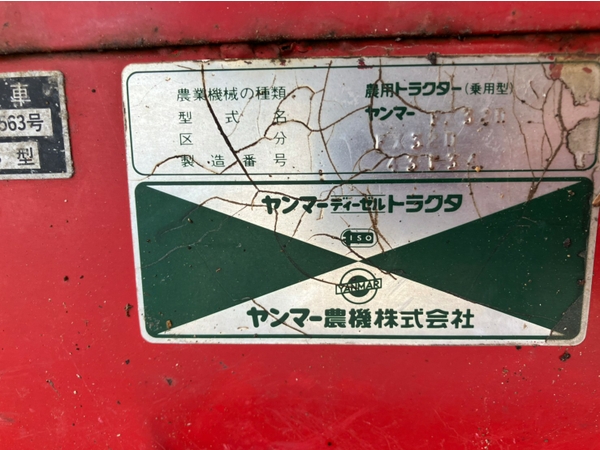 車
563号
型
農業機械の種類 農用トラクター(乗用型)
型式名 ヤンマー
区分
製造番号
ヤンマーディーゼルトラクタ
ISO
YANMAR
ヤンマー農機株式会社